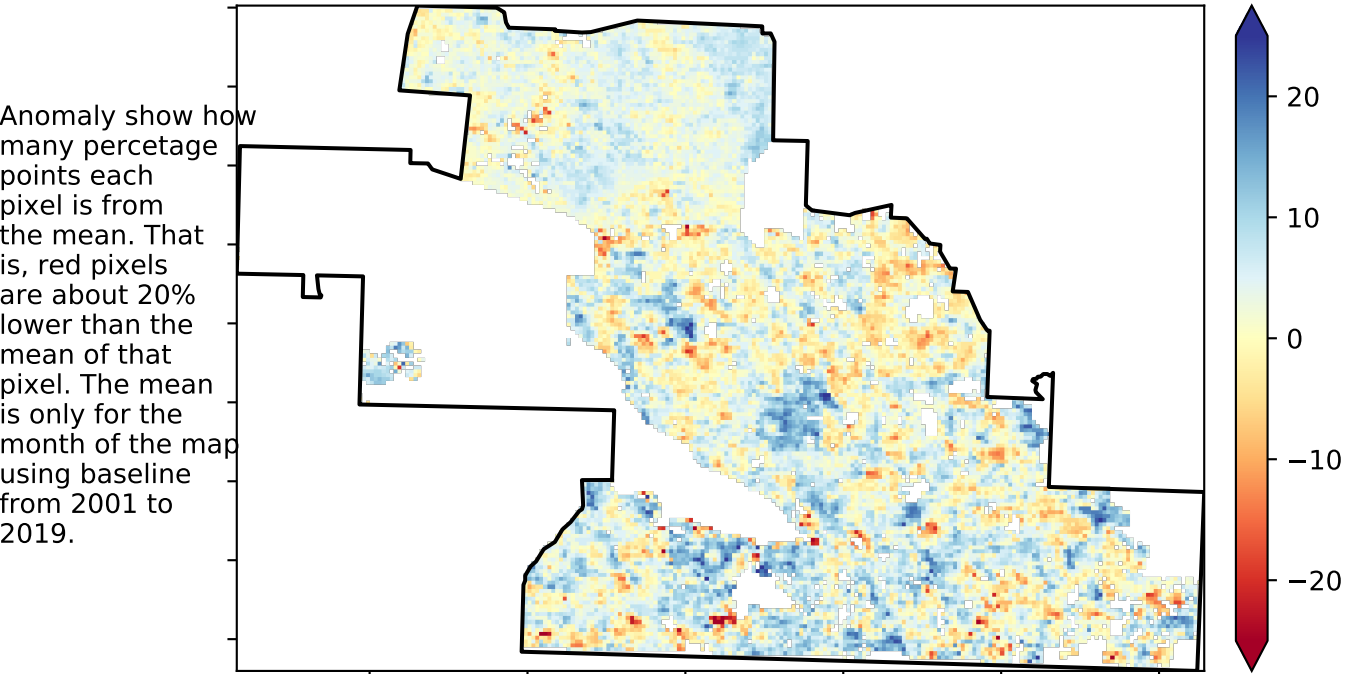 Anomaly show how
many percetage
points each
pixel is from
the mean. That
is, red pixels
are about 20%
lower than the
mean of that
pixel. The mean
is only for the
month of the map
using baseline
from 2001 to
2019.
20
10
0
−10
−20